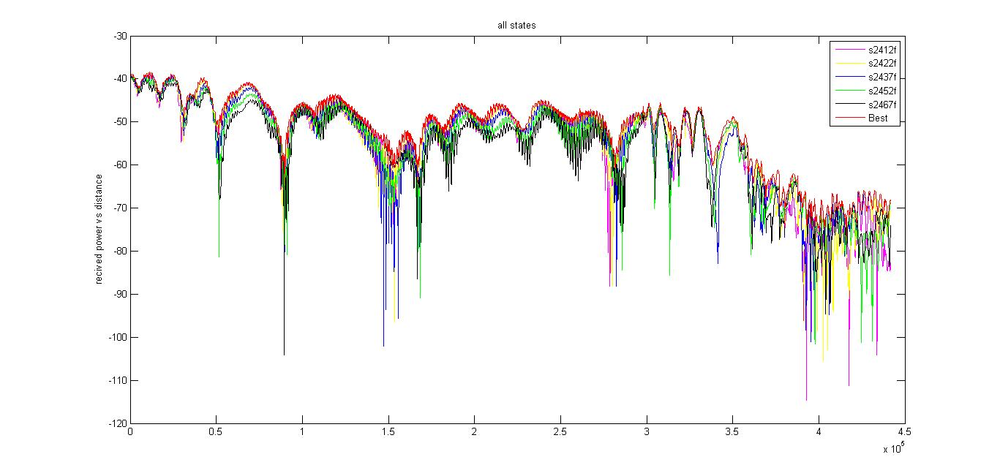 all states
recived power vs distance
-30
-40
-50
-60
-70
-80
-90
-100
-110
-120
0 0.5 1 1.5 2 2.5 3 3.5 4 4.5
x 10^5
s2412f
s2422f
s2437f
s2452f
s2467f
Best